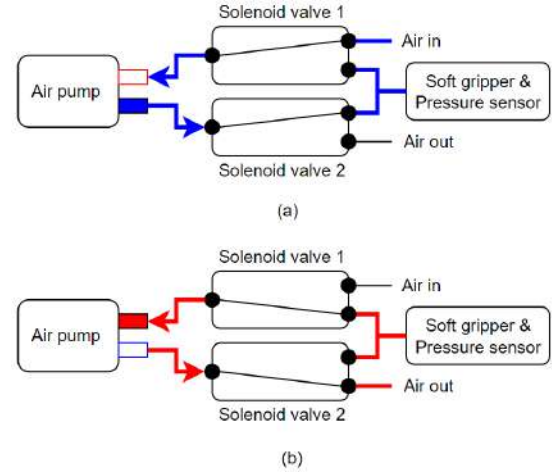 Solenoid valve 1
Air in
Air pump
Soft gripper &
Pressure sensor
Air out
Solenoid valve 2
(a)
Solenoid valve 1
Air in
Air pump
Soft gripper &
Pressure sensor
Air out
Solenoid valve 2
(b)